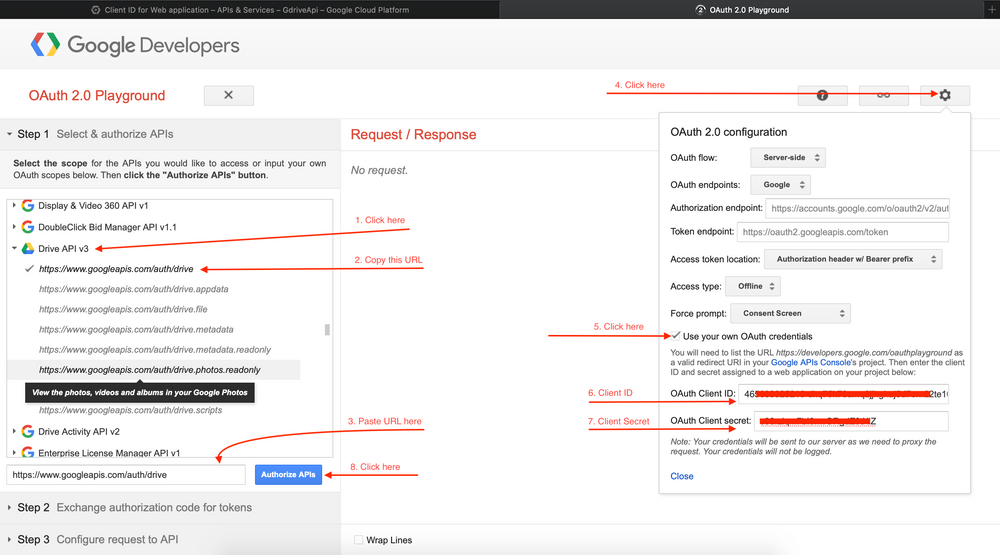 Client ID for Web application – APIs & Services – GdriveApi – Google Cloud Platform
OAuth 2.0 Playground
Google Developers
OAuth 2.0 Playground
4. Click here
Step 1 Select & authorize APIs
Select the scope for the APIs you would like to access or input your own
OAuth scopes below. Then click the "Authorize APIs" button.
Display & Video 360 API v1
DoubleClick Bid Manager API v1.1
1. Click here
Drive API v3
2. Copy this URL
https://www.googleapis.com/auth/drive
https://www.googleapis.com/auth/drive.appdata
https://www.googleapis.com/auth/drive.file
https://www.googleapis.com/auth/drive.metadata
https://www.googleapis.com/auth/drive.metadata.readonly
https://www.googleapis.com/auth/drive.photos.readonly
View the photos, videos and albums in your Google Photos
https://www.googleapis.com/auth/drive.scripts
Drive Activity API v2
3. Paste URL here
Enterprise License Manager API v1
https://www.googleapis.com/auth/drive
Authorize APIs
8. Click here
Step 2 Exchange authorization code for tokens
Step 3 Configure request to API
Request / Response
No request.
Wrap Lines
OAuth 2.0 configuration
OAuth flow: Server-side
OAuth endpoints: Google
Authorization endpoint: https://accounts.google.com/o/oauth2/v2/aut
Token endpoint: https://oauth2.googleapis.com/token
Access token location: Authorization header w/ Bearer prefix
Access type: Offline
Force prompt: Consent Screen
5. Click here
Use your own OAuth credentials
You will need to list the URL https://developers.google.com/oauthplayground as
a valid redirect URI in your Google APIs Console's project. Then enter the client
ID and secret assigned to a web application on your project below:
6. Client ID
OAuth Client ID:
7. Client Secret
OAuth Client secret:
Note: Your credentials will be sent to our server as we need to proxy the
request. Your credentials will not be logged.
Close